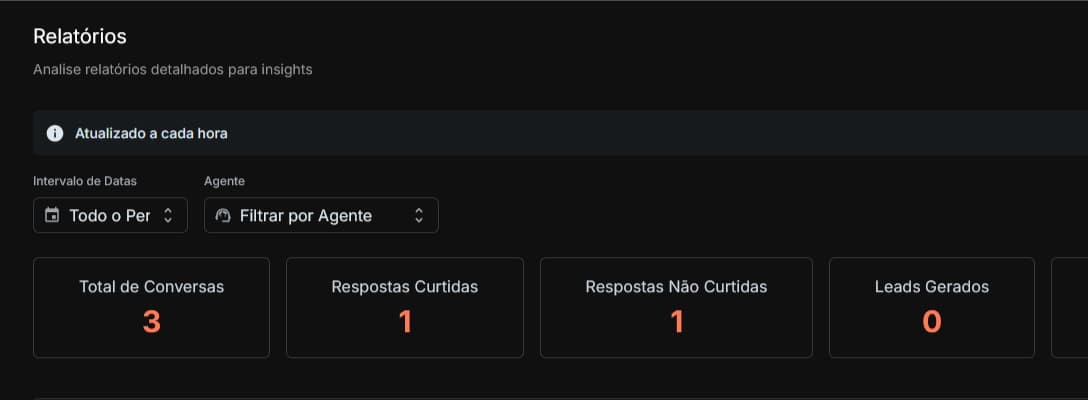 Relatórios
Analise relatórios detalhados para insights
Atualizado a cada hora
Intervalo de Datas
Agente
Todo o Per
Filtrar por Agente
Total de Conversas
3
Respostas Curtidas
1
Respostas Não Curtidas
1
Leads Gerados
0